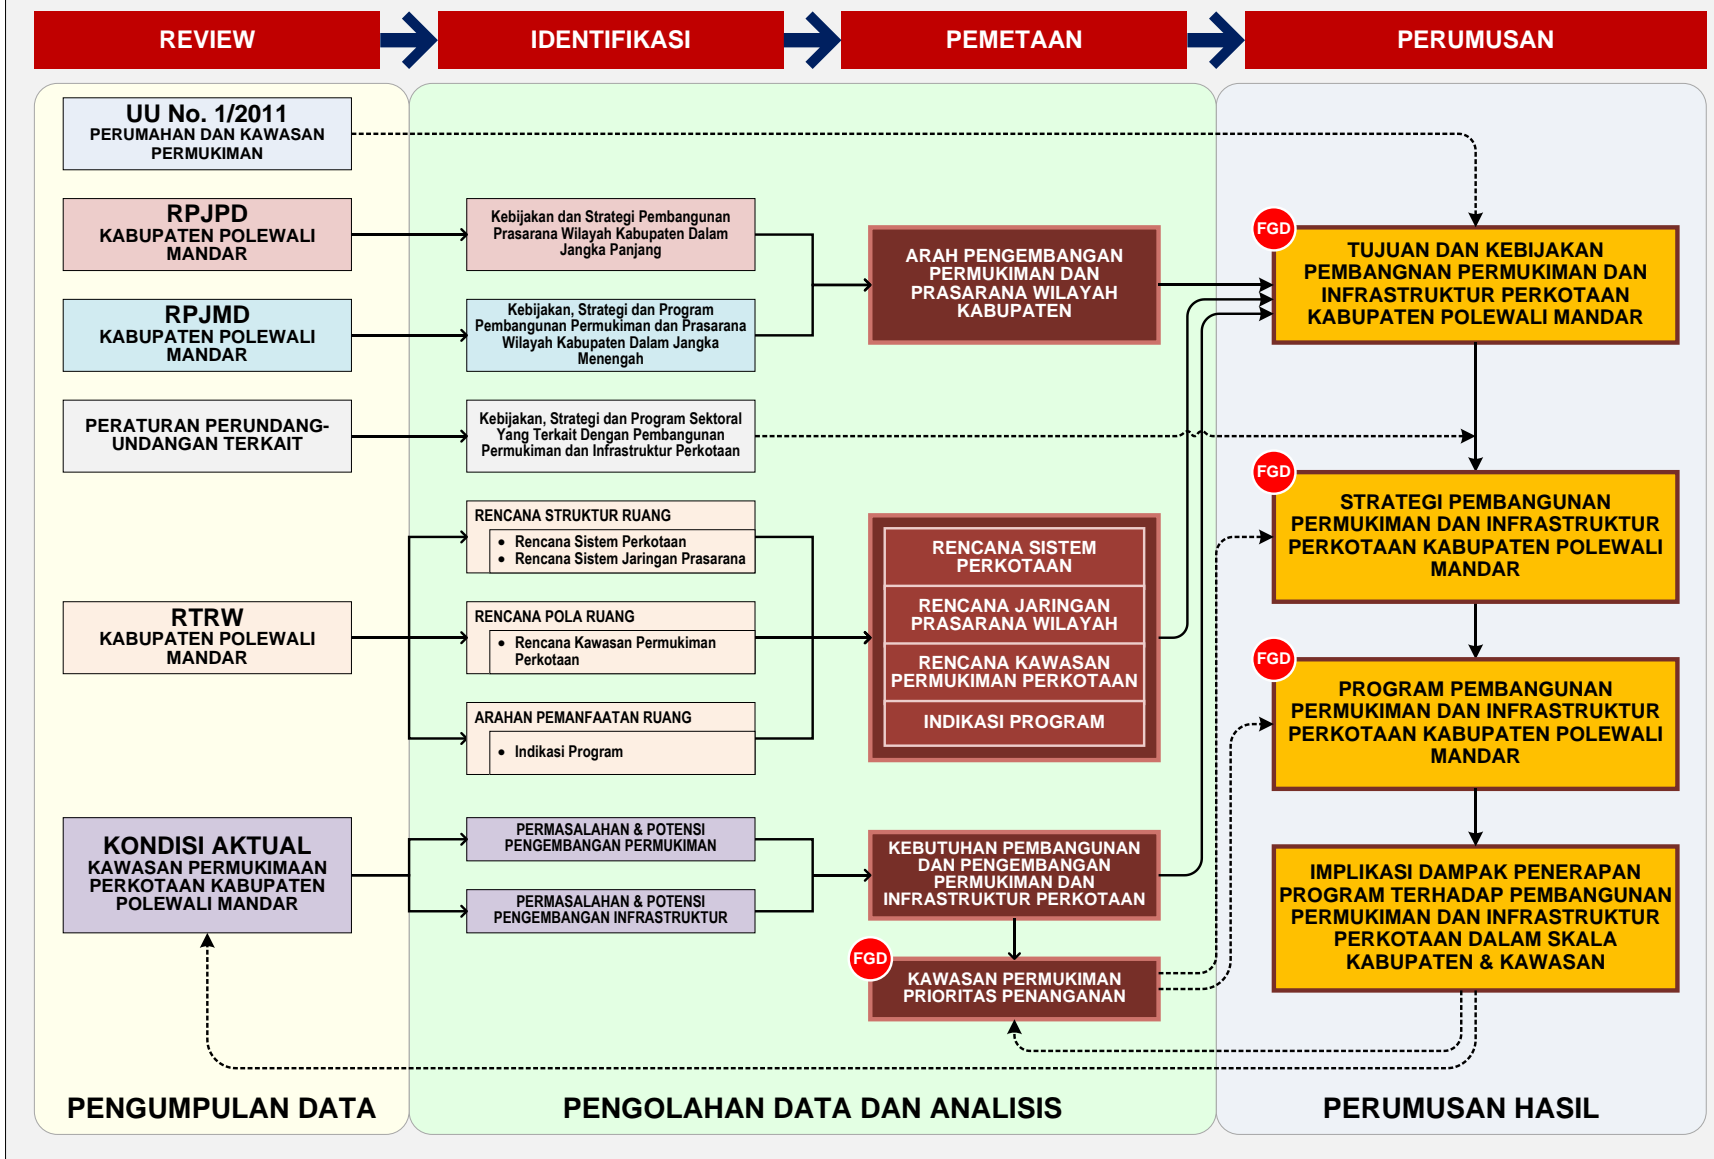 REVIEW
IDENTIFIKASI
PEMETAAN
PERUMUSAN
UU No. 1/2011
PERUMAHAN DAN KAWASAN
PERMUKIMAN
RPJPD
KABUPATEN POLEWALI
MANDAR
RPJMD
KABUPATEN POLEWALI
MANDAR
PERATURAN PERUNDANG-
UNDANGAN TERKAIT
RTRW
KABUPATEN POLEWALI
MANDAR
KONDISI AKTUAL
KAWASAN PERMUKIMAAN
PERKOTAAN KABUPATEN
POLEWALI MANDAR
Kebijakan dan Strategi Pembangunan
Prasarana Wilayah Kabupaten Dalam
Jangka Panjang
Kebijakan, Strategi dan Program
Pembangunan Permukiman dan Prasarana
Wilayah Kabupaten Dalam Jangka
Menengah
Kebijakan, Strategi dan Program Sektoral
Yang Terkait Dengan Pembangunan
Permukiman dan Infrastruktur Perkotaan
RENCANA STRUKTUR RUANG
• Rencana Sistem Perkotaan
• Rencana Sistem Jaringan Prasarana
RENCANA POLA RUANG
• Rencana Kawasan Permukiman
Perkotaan
ARAHAN PEMANFAATAN RUANG
• Indikasi Program
PERMASALAHAN & POTENSI
PENGEMBANGAN PERMUKIMAN
PERMASALAHAN & POTENSI
PENGEMBANGAN INFRASTRUKTUR
ARAH PENGEMBANGAN
PERMUKIMAN DAN
PRASARANA WILAYAH
KABUPATEN
RENCANA SISTEM
PERKOTAAN
RENCANA JARINGAN
PRASARANA WILAYAH
RENCANA KAWASAN
PERMUKIMAN PERKOTAAN
INDIKASI PROGRAM
KEBUTUHAN PEMBANGUNAN
DAN PENGEMBANGAN
PERMUKIMAN DAN
INFRASTRUKTUR PERKOTAAN
FGD
KAWASAN PERMUKIMAN
PRIORITAS PENANGANAN
FGD
TUJUAN DAN KEBIJAKAN
PEMBANGNAN PERMUKIMAN DAN
INFRASTRUKTUR PERKOTAAN
KABUPATEN POLEWALI MANDAR
FGD
STRATEGI PEMBANGUNAN
PERMUKIMAN DAN INFRASTRUKTUR
PERKOTAAN KABUPATEN POLEWALI
MANDAR
FGD
PROGRAM PEMBANGUNAN
PERMUKIMAN DAN INFRASTRUKTUR
PERKOTAAN KABUPATEN POLEWALI
MANDAR
IMPLIKASI DAMPAK PENERAPAN
PROGRAM TERHADAP PEMBANGUNAN
PERMUKIMAN DAN INFRASTRUKTUR
PERKOTAAN DALAM SKALA
KABUPATEN & KAWASAN
PENGUMPULAN DATA
PENGOLAHAN DATA DAN ANALISIS
PERUMUSAN HASIL